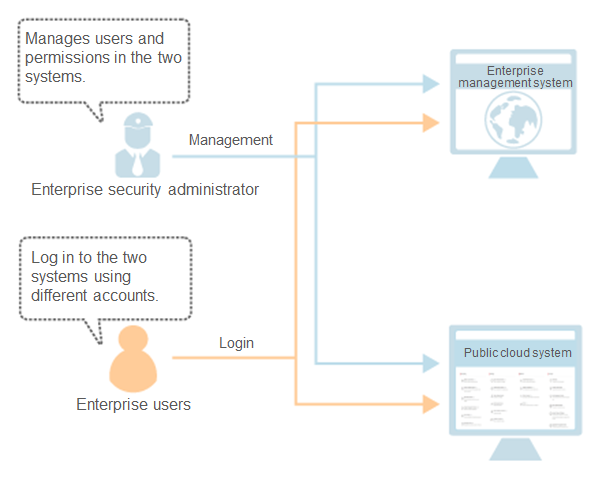 Manages users and
permissions in the two
systems.
Enterprise
management system
Management
Enterprise security administrator
Log in to the two
systems using
different accounts.
Login
Public cloud system
Enterprise users